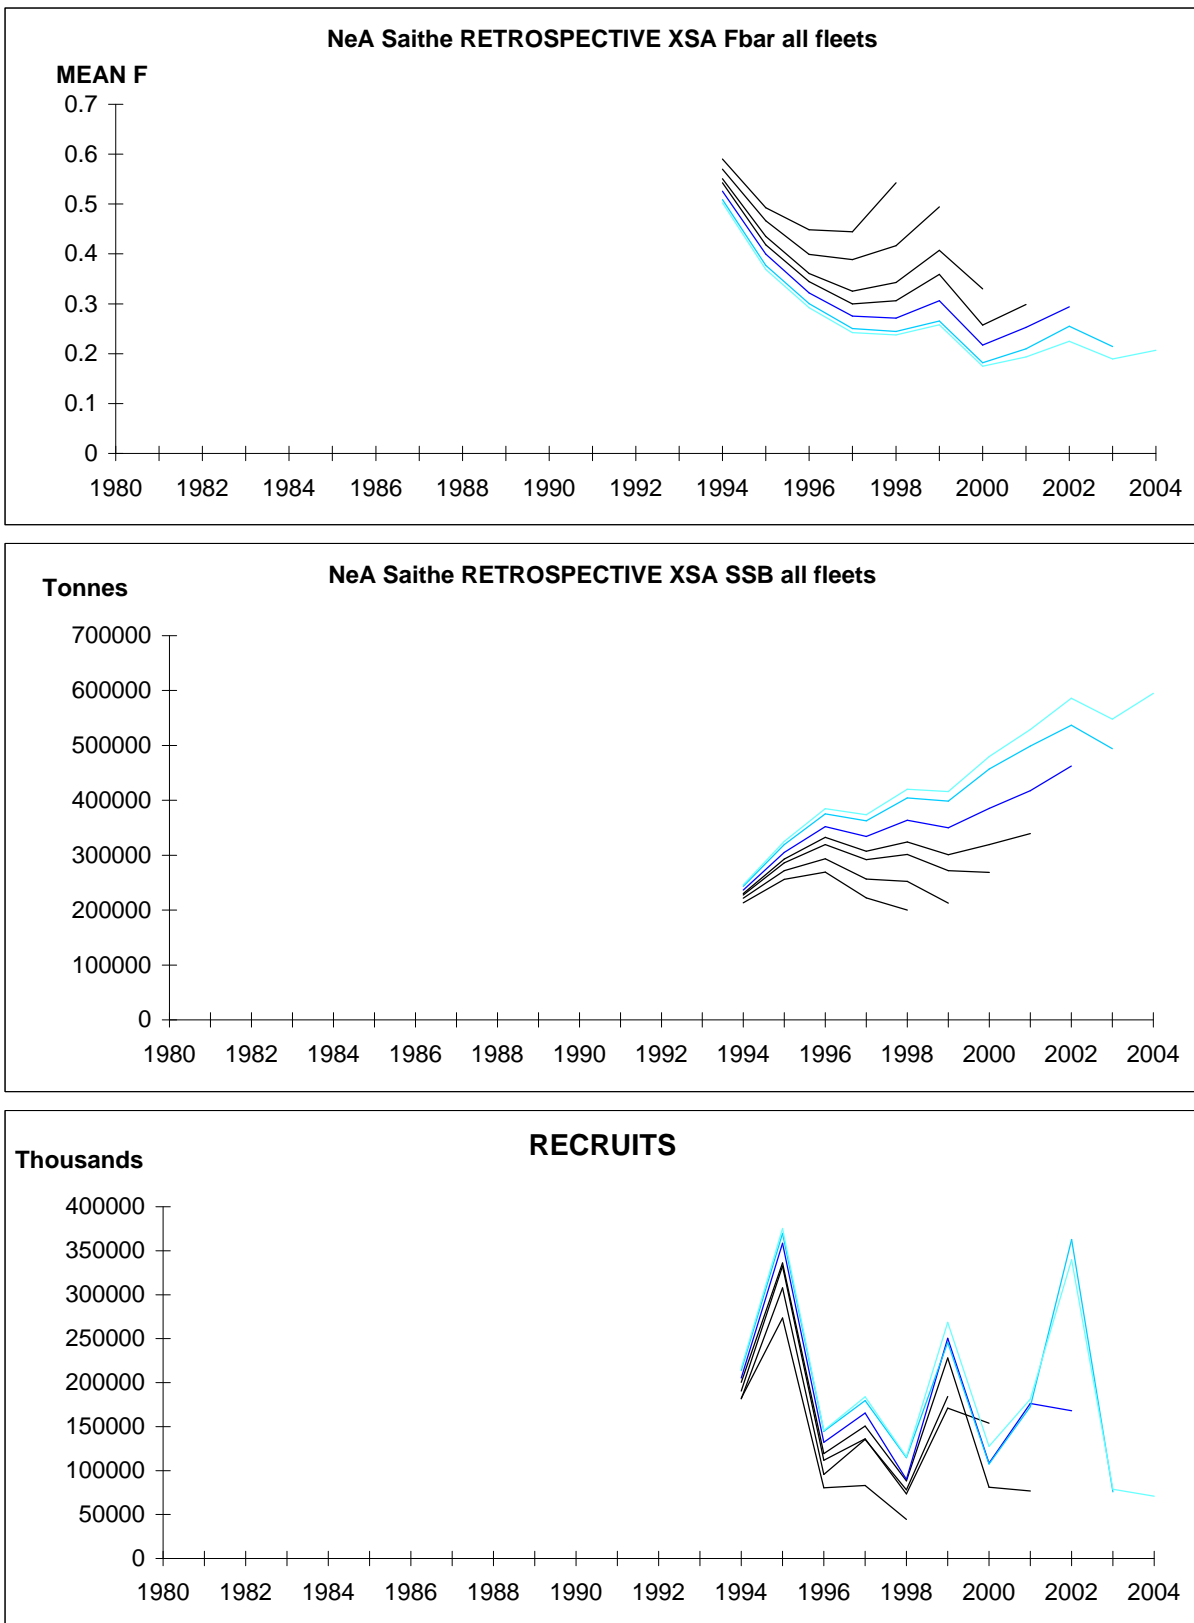 NeA Saithe RETROSPECTIVE XSA Fbar all fleets
MEAN F
0.7
0.6
0.5
0.4
0.3
0.2
0.1
0
1980 1982 1984 1986 1988 1990 1992 1994 1996 1998 2000 2002 2004
NeA Saithe RETROSPECTIVE XSA SSB all fleets
Tonnes
700000
600000
500000
400000
300000
200000
100000
0
1980 1982 1984 1986 1988 1990 1992 1994 1996 1998 2000 2002 2004
RECRUITS
Thousands
400000
350000
300000
250000
200000
150000
100000
50000
0
1980 1982 1984 1986 1988 1990 1992 1994 1996 1998 2000 2002 2004